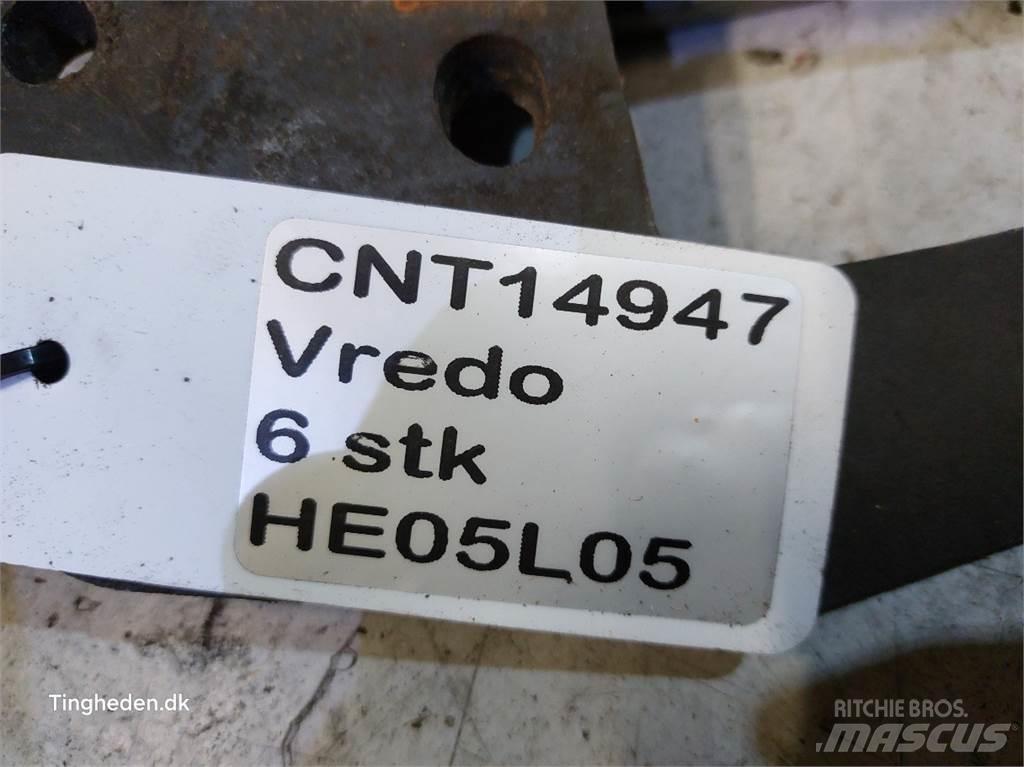 CNT14947
Vredo
6 stk
HE05L05
Tingheden.dk
RITCHIE BROS.
MASCUS